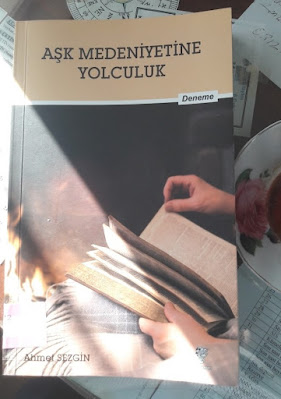 AŞK MEDENİYETİNE
YOLCULUK
Deneme
Ahmet SEZGİN